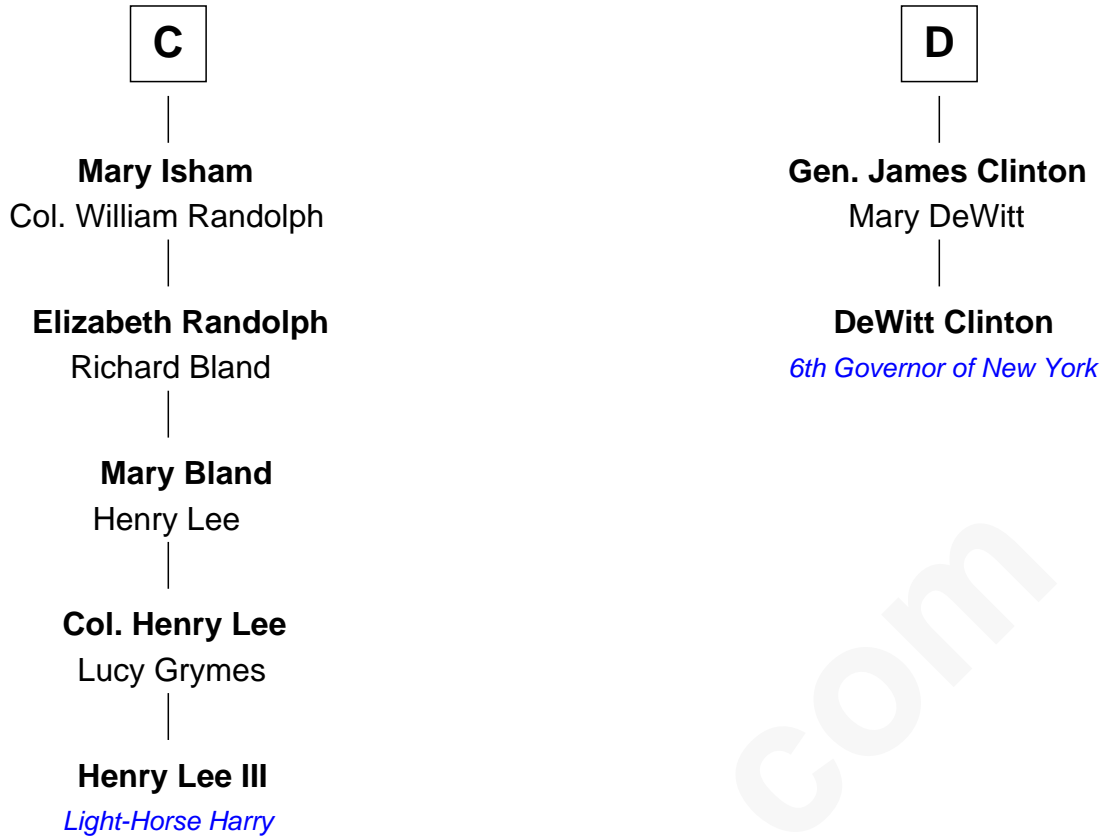 C
D
Mary Isham
Col. William Randolph
Gen. James Clinton
Mary DeWitt
Elizabeth Randolph
Richard Bland
DeWitt Clinton
6th Governor of New York
Mary Bland
Henry Lee
Col. Henry Lee
Lucy Grymes
Henry Lee III
Light-Horse Harry
com